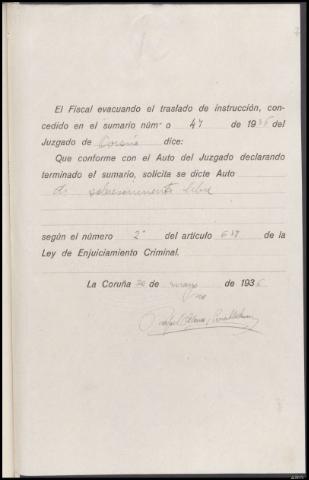 El Fiscal evacuando el traslado de instrucción, con-
cedido en el sumario núm o 47 de 1936 del
Juzgado de Coruña dice:
Que conforme con el Auto del Juzgado declarando
terminado el sumario, solicita se dicte Auto
de sobreseimiento libre
según el número 2º del artículo 637 de la
Ley de Enjuiciamiento Criminal.
La Coruña 30 de mayo de 1936
Rafael